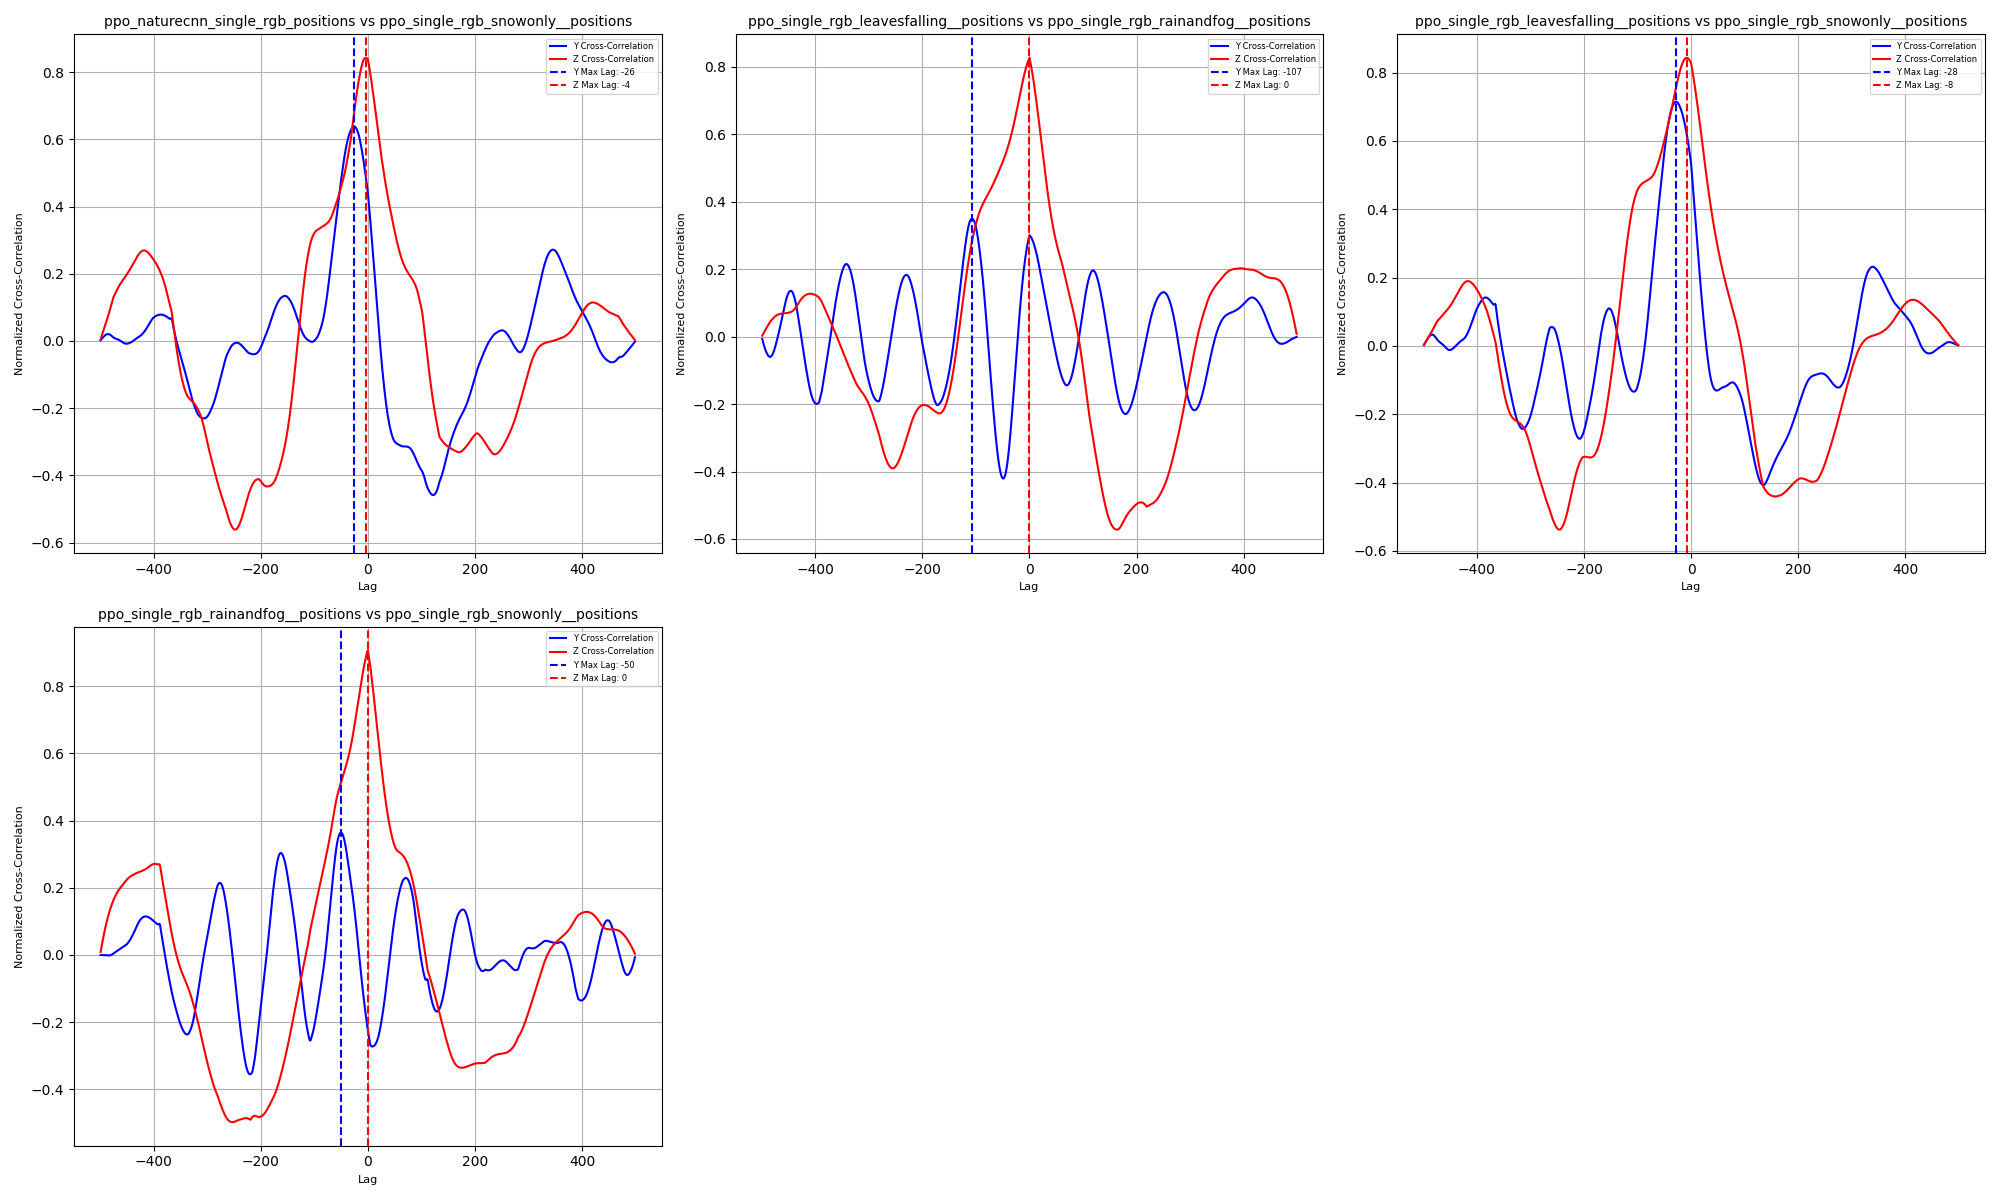 ppo_naturecnn_single_rgb_positions vs ppo_single_rgb_snowonly__positions
Y Cross-Correlation
Z Cross-Correlation
Y Max Lag: -26
Z Max Lag: -4
Normalized Cross-Correlation
0.8
0.6
0.4
0.2
0.0
−0.2
−0.4
−0.6
−400
−200
0
200
400
Lag
ppo_single_rgb_leavesfalling__positions vs ppo_single_rgb_rainandfog__positions
Y Cross-Correlation
Z Cross-Correlation
Y Max Lag: -107
Z Max Lag: 0
Normalized Cross-Correlation
0.8
0.6
0.4
0.2
0.0
−0.2
−0.4
−0.6
−400
−200
0
200
400
Lag
ppo_single_rgb_leavesfalling__positions vs ppo_single_rgb_snowonly__positions
Y Cross-Correlation
Z Cross-Correlation
Y Max Lag: -28
Z Max Lag: -8
Normalized Cross-Correlation
0.8
0.6
0.4
0.2
0.0
−0.2
−0.4
−0.6
−400
−200
0
200
400
Lag
ppo_single_rgb_rainandfog__positions vs ppo_single_rgb_snowonly__positions
Y Cross-Correlation
Z Cross-Correlation
Y Max Lag: -50
Z Max Lag: 0
Normalized Cross-Correlation
0.8
0.6
0.4
0.2
0.0
−0.2
−0.4
−400
−200
0
200
400
Lag